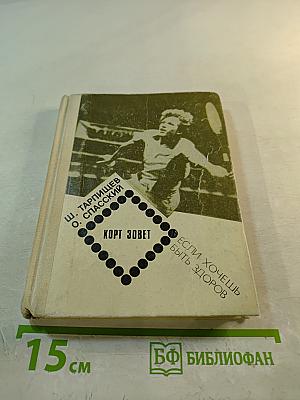 Ш. ТАРПИЩЕВ
О. СПАССКИЙ
КОРТ ЗОВЕТ
ЕСЛИ ХОЧЕШЬ
БЫТЬ ЗДОРОВ
15 см
БФ БИБЛИОФАН